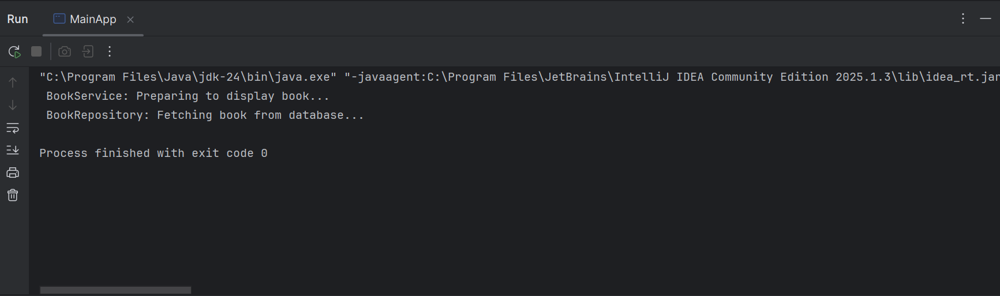 Run MainApp
"C:\Program Files\Java\jdk-24\bin\java.exe" "-javaagent:C:\Program Files\JetBrains\IntelliJ IDEA Community Edition 2025.1.3\lib\idea_rt.jar
BookService: Preparing to display book...
BookRepository: Fetching book from database...
Process finished with exit code 0